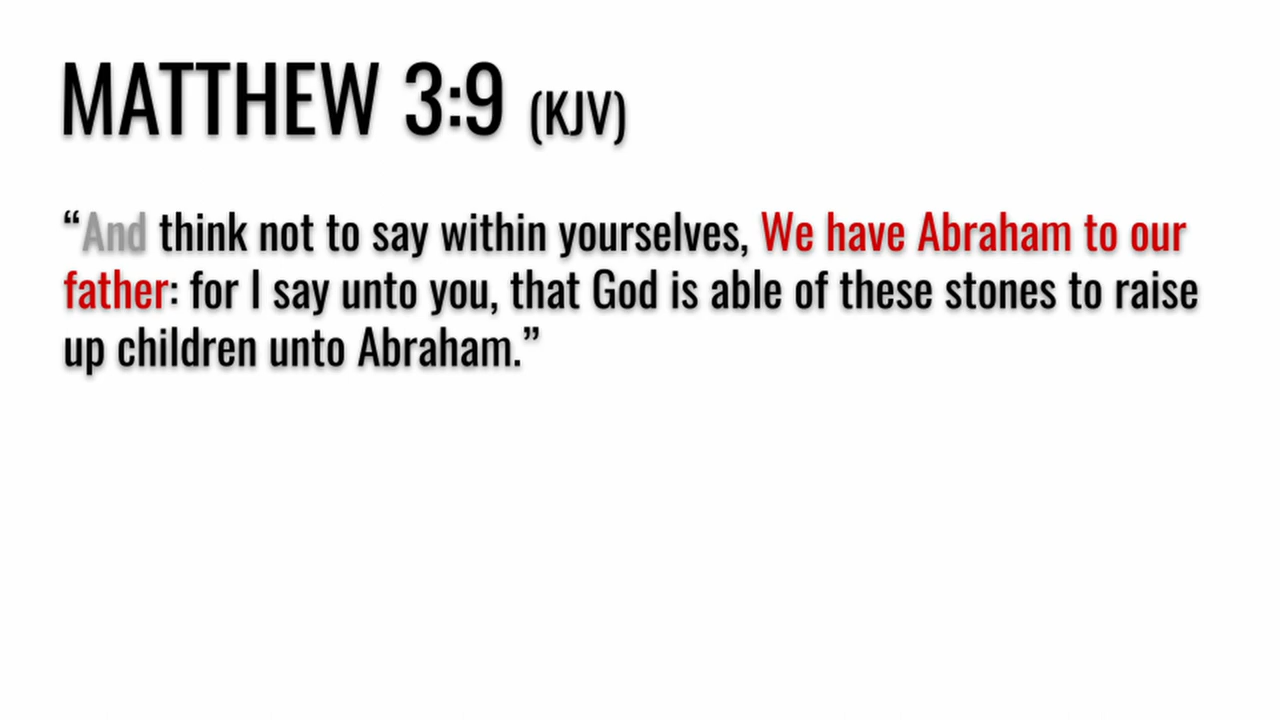 MATTHEW 3:9 (KJV)
“And think not to say within yourselves, We have Abraham to our
father: for I say unto you, that God is able of these stones to raise
up children unto Abraham.”